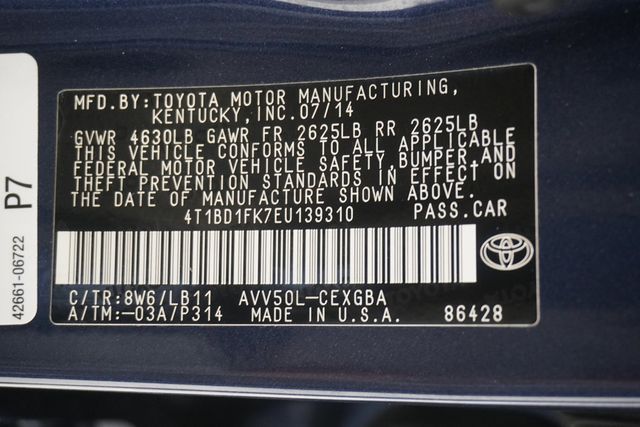 MFD.BY:TOYOTA MOTOR MANUFACTURING,
KENTUCKY,INC.07/14
GVWR 4630LB GAWR FR 2625LB RR 2625LB
THIS VEHICLE CONFORMS TO ALL APPLICABLE
FEDERAL MOTOR VEHICLE SAFETY, BUMPER,AND
THEFT PREVENTION STANDARDS IN EFFECT ON
THE DATE OF MANUFACTURE SHOWN ABOVE.
4T1BD1FK7EU139310 PASS.CAR
C/TR:8W6/LB11 AVV50L-CEXGBA
A/TM:-03A/P314 MADE IN U.S.A. 86428
P7
42661-06722